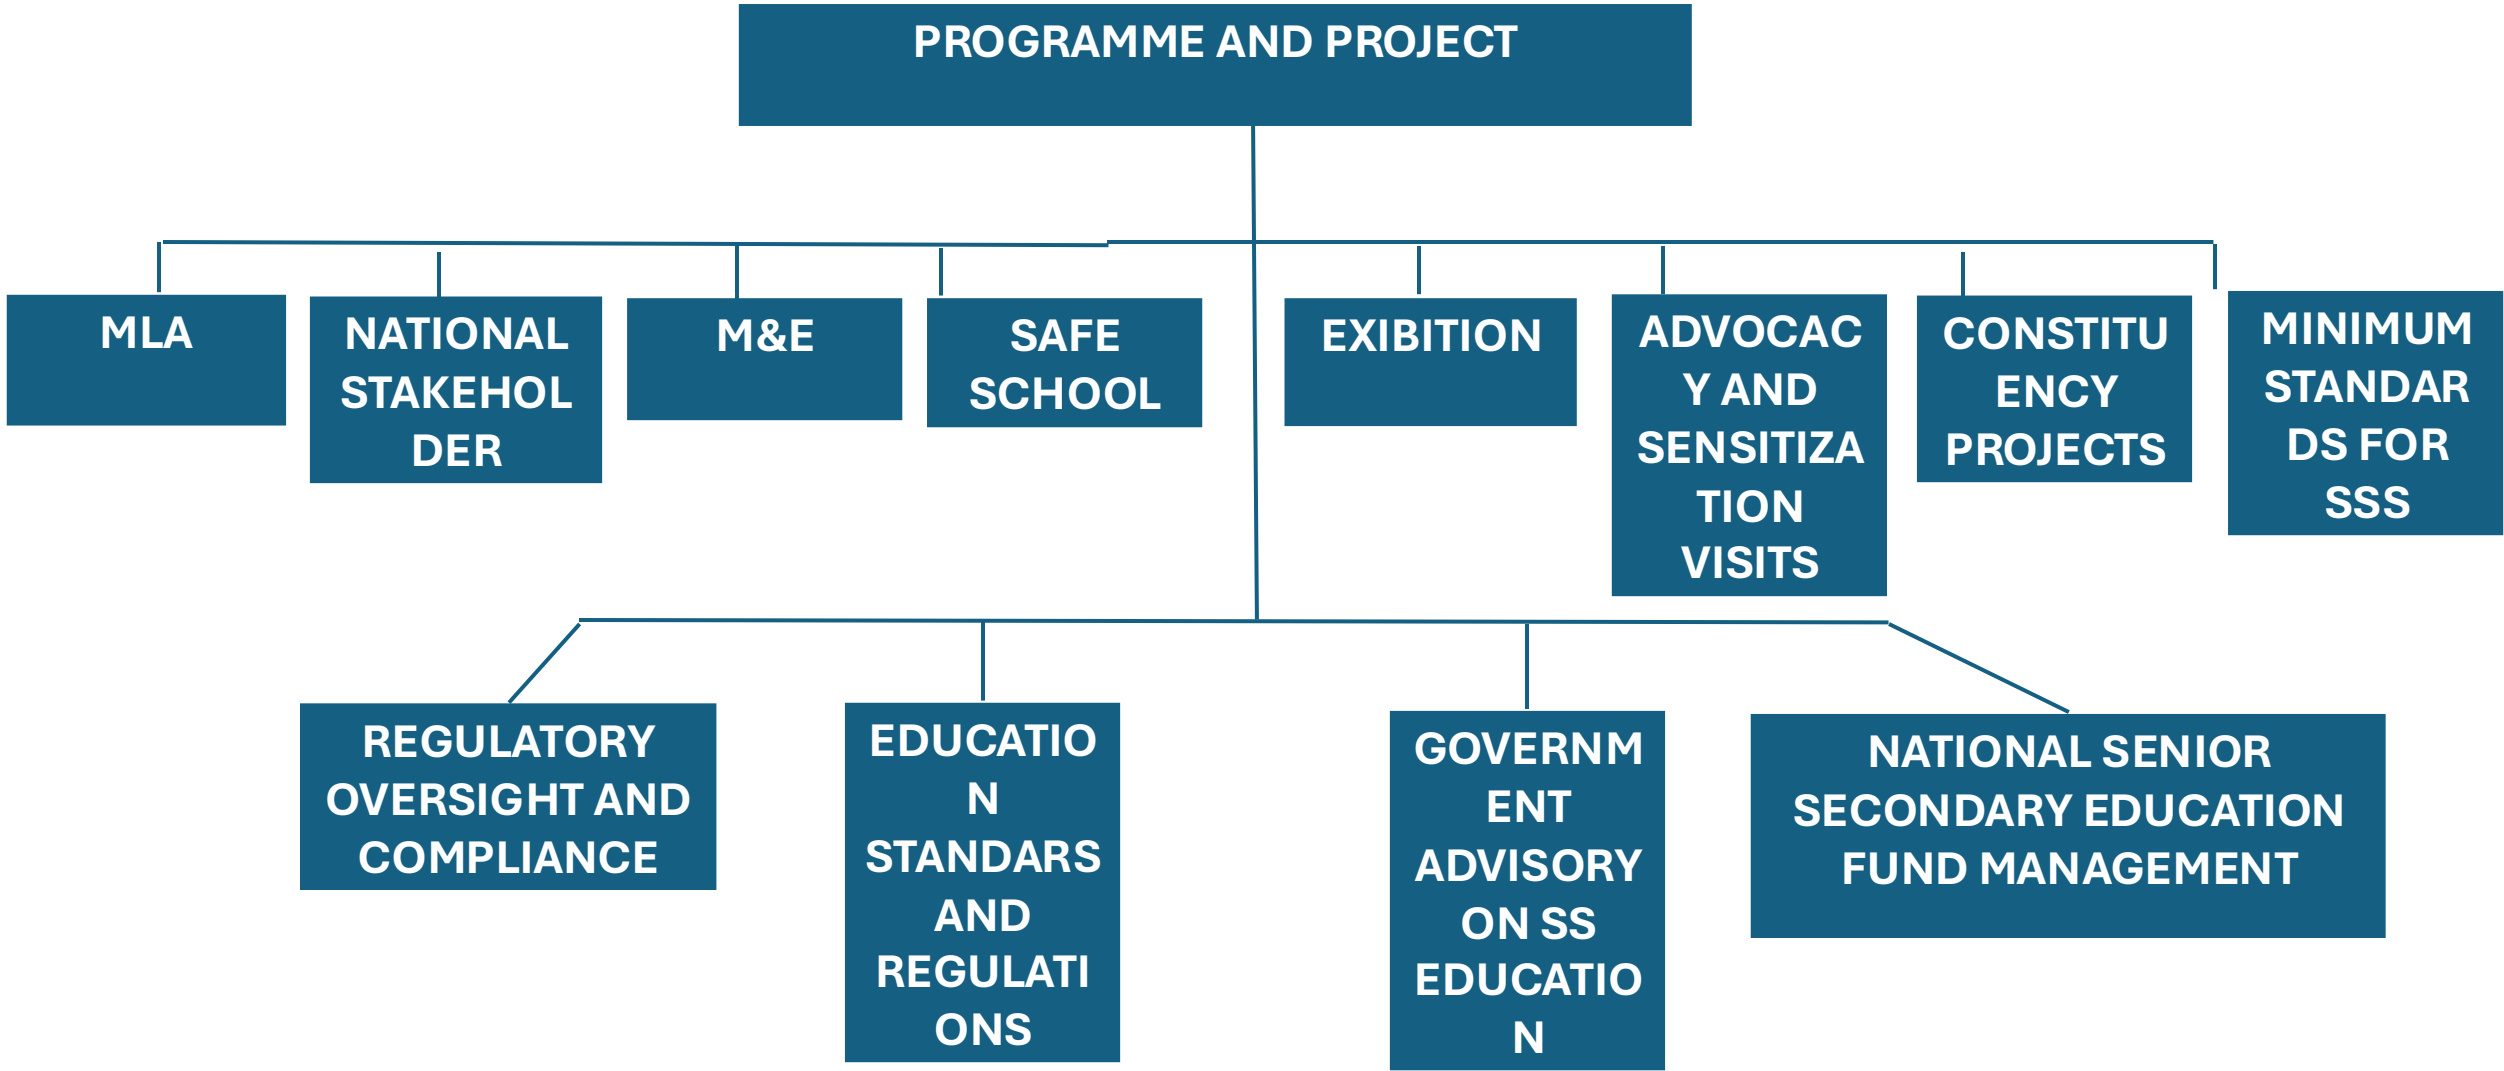 PROGRAMME AND PROJECT
MLA
NATIONAL
STAKEHOL
DER
M&E
SAFE
SCHOOL
EXIBITION
ADVOCAC
Y AND
SENSITIZA
TION
VISITS
CONSTITU
ENCY
PROJECTS
MINIMUM
STANDAR
DS FOR
SSS
REGULATORY
OVERSIGHT AND
COMPLIANCE
EDUCATIO
N
STANDARS
AND
REGULATI
ONS
GOVERNM
ENT
ADVISORY
ON SS
EDUCATIO
N
NATIONAL SENIOR
SECONDARY EDUCATION
FUND MANAGEMENT